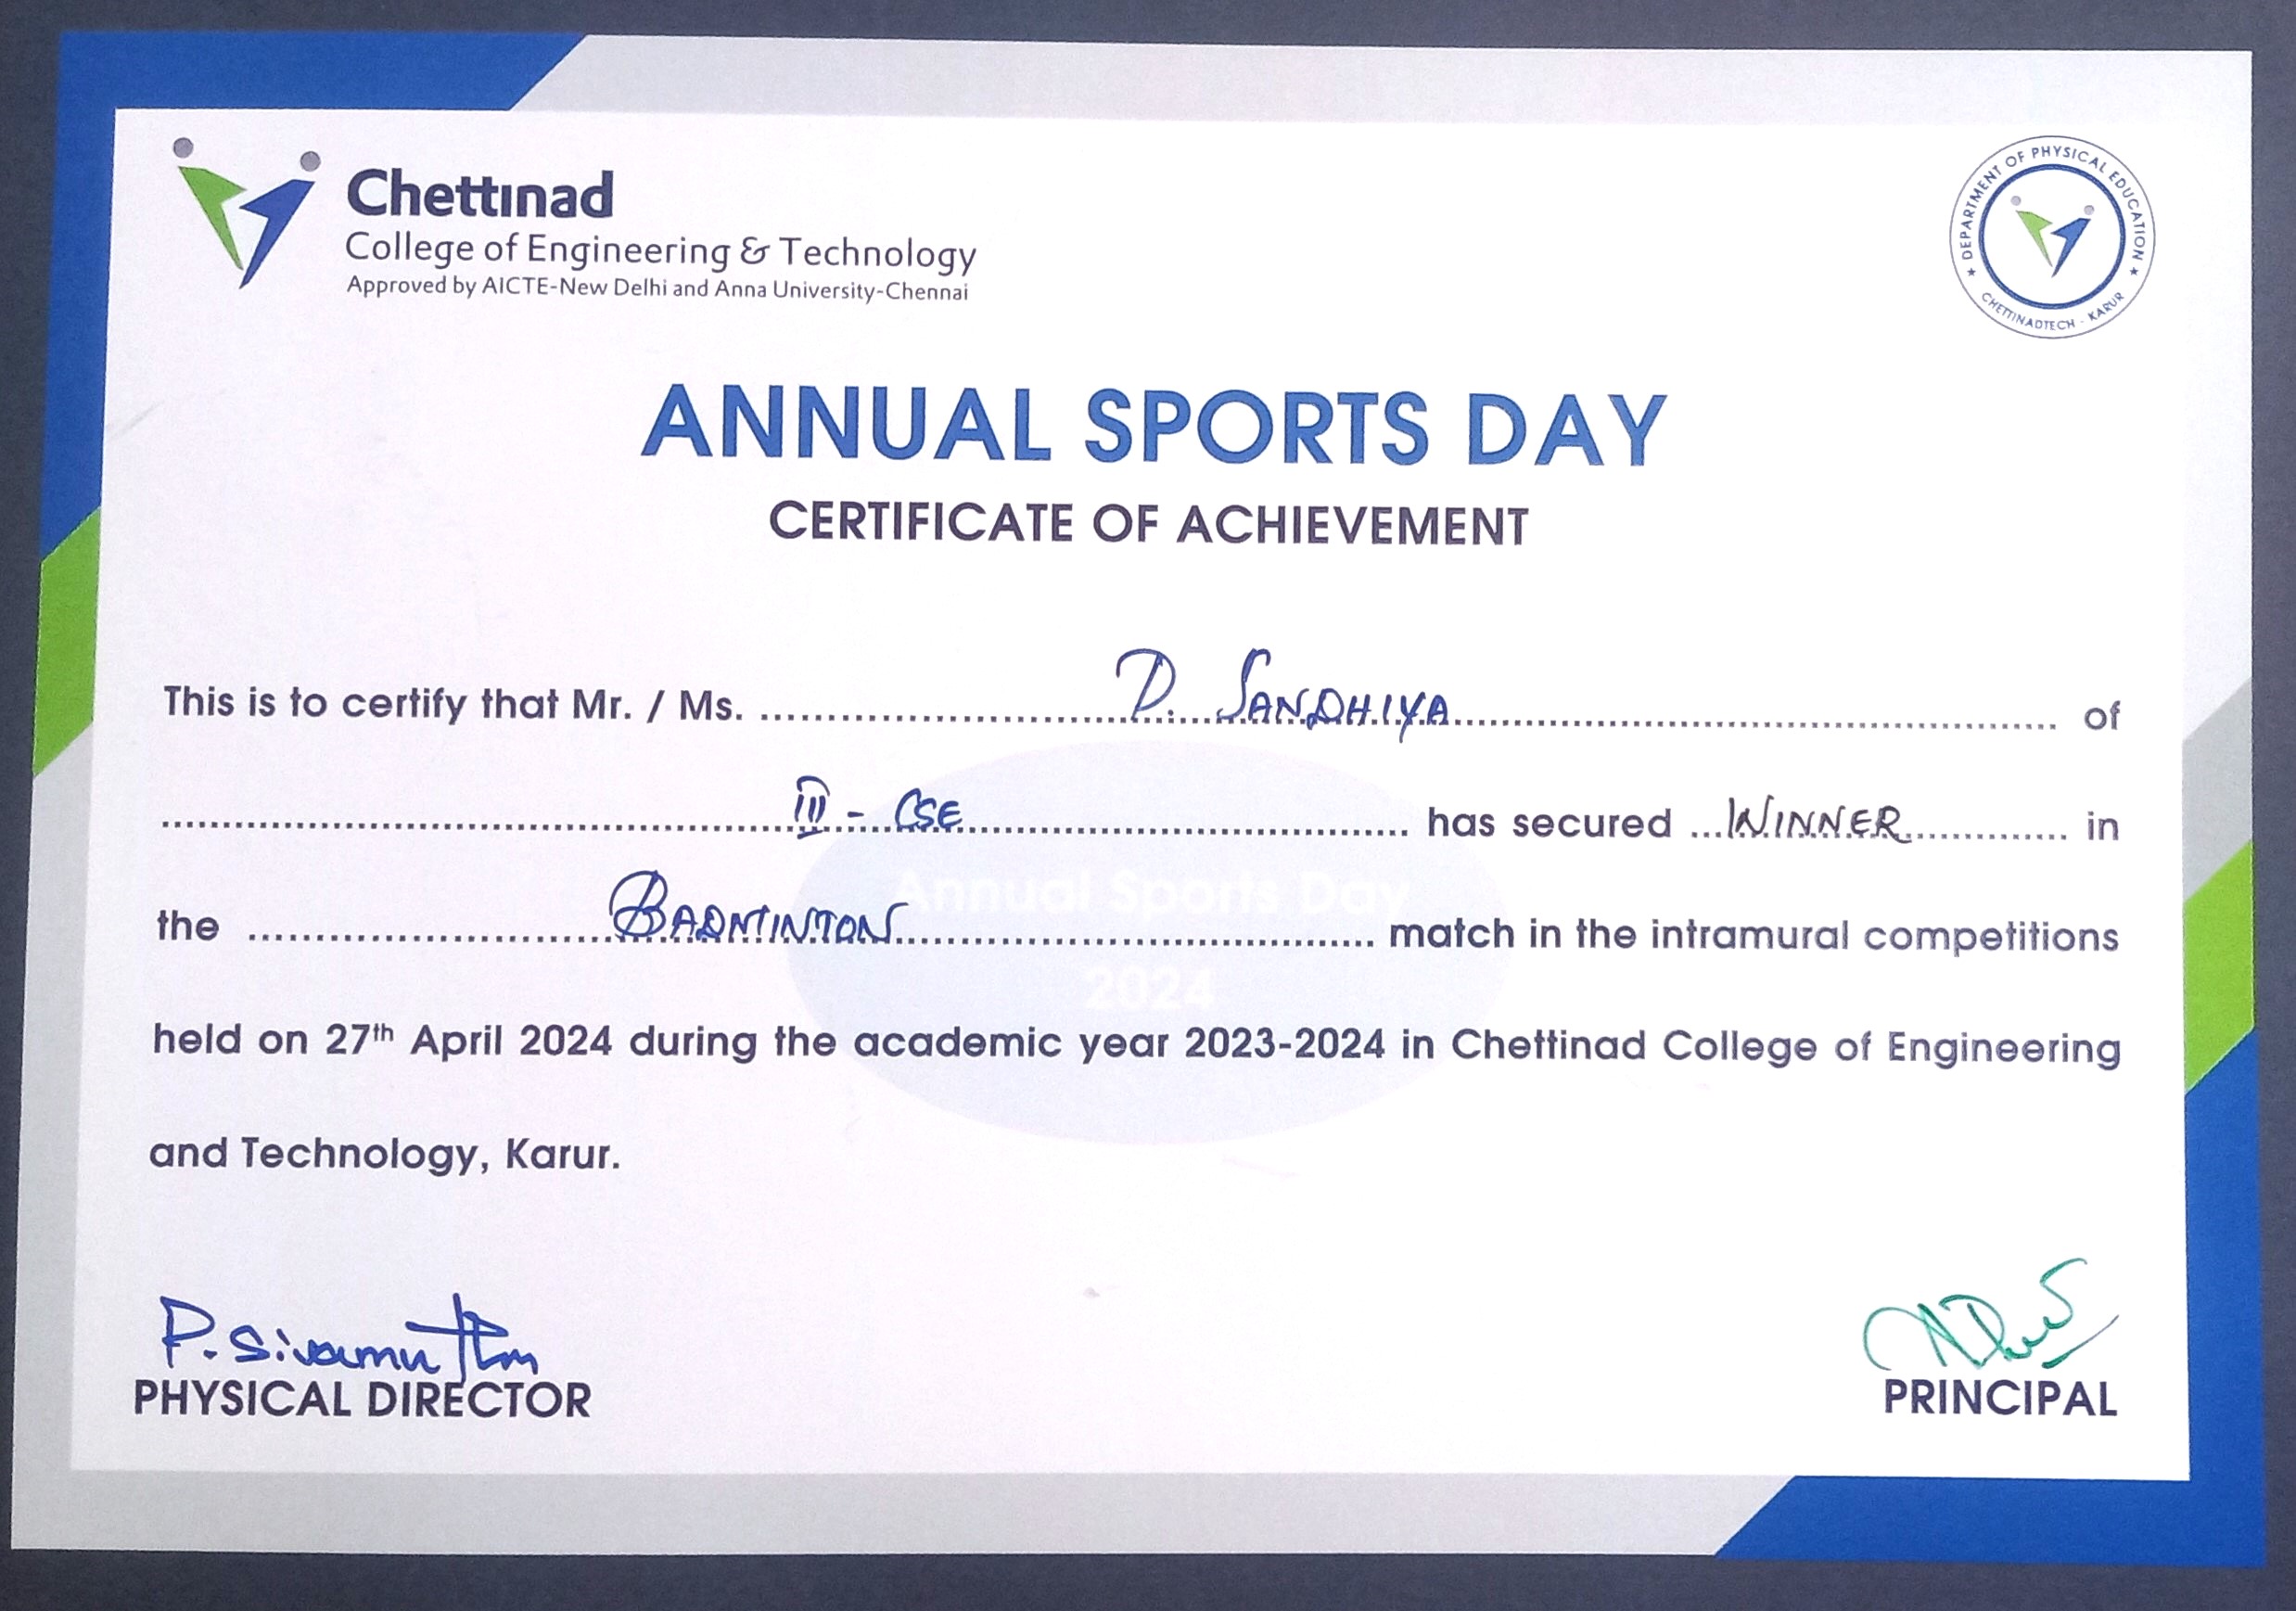 Chettinad
College of Engineering & Technology
Approved by AICTE-New Delhi and Anna University-Chennai
DEPARTMENT OF PHYSICAL EDUCATION
CHETTINADTECH - KARUR
ANNUAL SPORTS DAY
CERTIFICATE OF ACHIEVEMENT
This is to certify that Mr. / Ms. D. SANDHIYA of
III - CSE has secured WINNER in
the BADMINTON match in the intramural competitions
Annual Sports Day
2024
held on 27th April 2024 during the academic year 2023-2024 in Chettinad College of Engineering
and Technology, Karur.
P. Sivamuthu
PHYSICAL DIRECTOR
PRINCIPAL